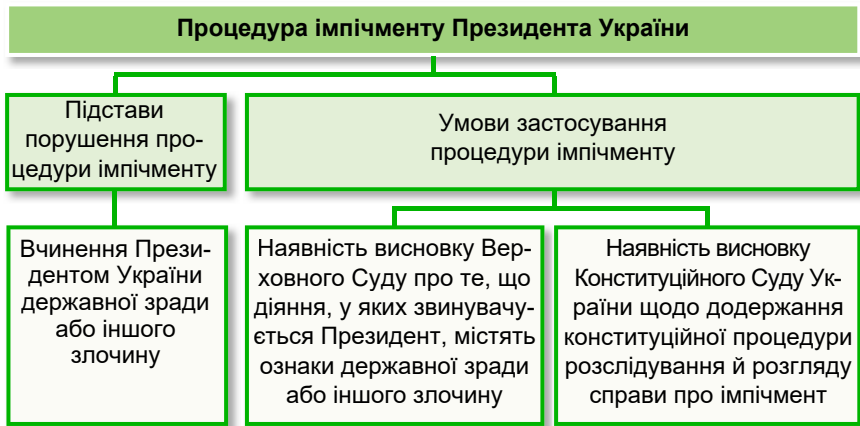 Процедура імпічменту Президента України
Підстави
порушення про-
цедури імпічменту
Умови застосування
процедури імпічменту
Вчинення Прези-
дентом України
державної зради
або іншого
злочину
Наявність висновку Вер-
ховного Суду про те, що
діяння, у яких звинувачу-
ється Президент, містять
ознаки державної зради
або іншого злочину
Наявність висновку
Конституційного Суду Ук-
раїни щодо додержання
конституційної процедури
розслідування й розгляду
справи про імпічмент